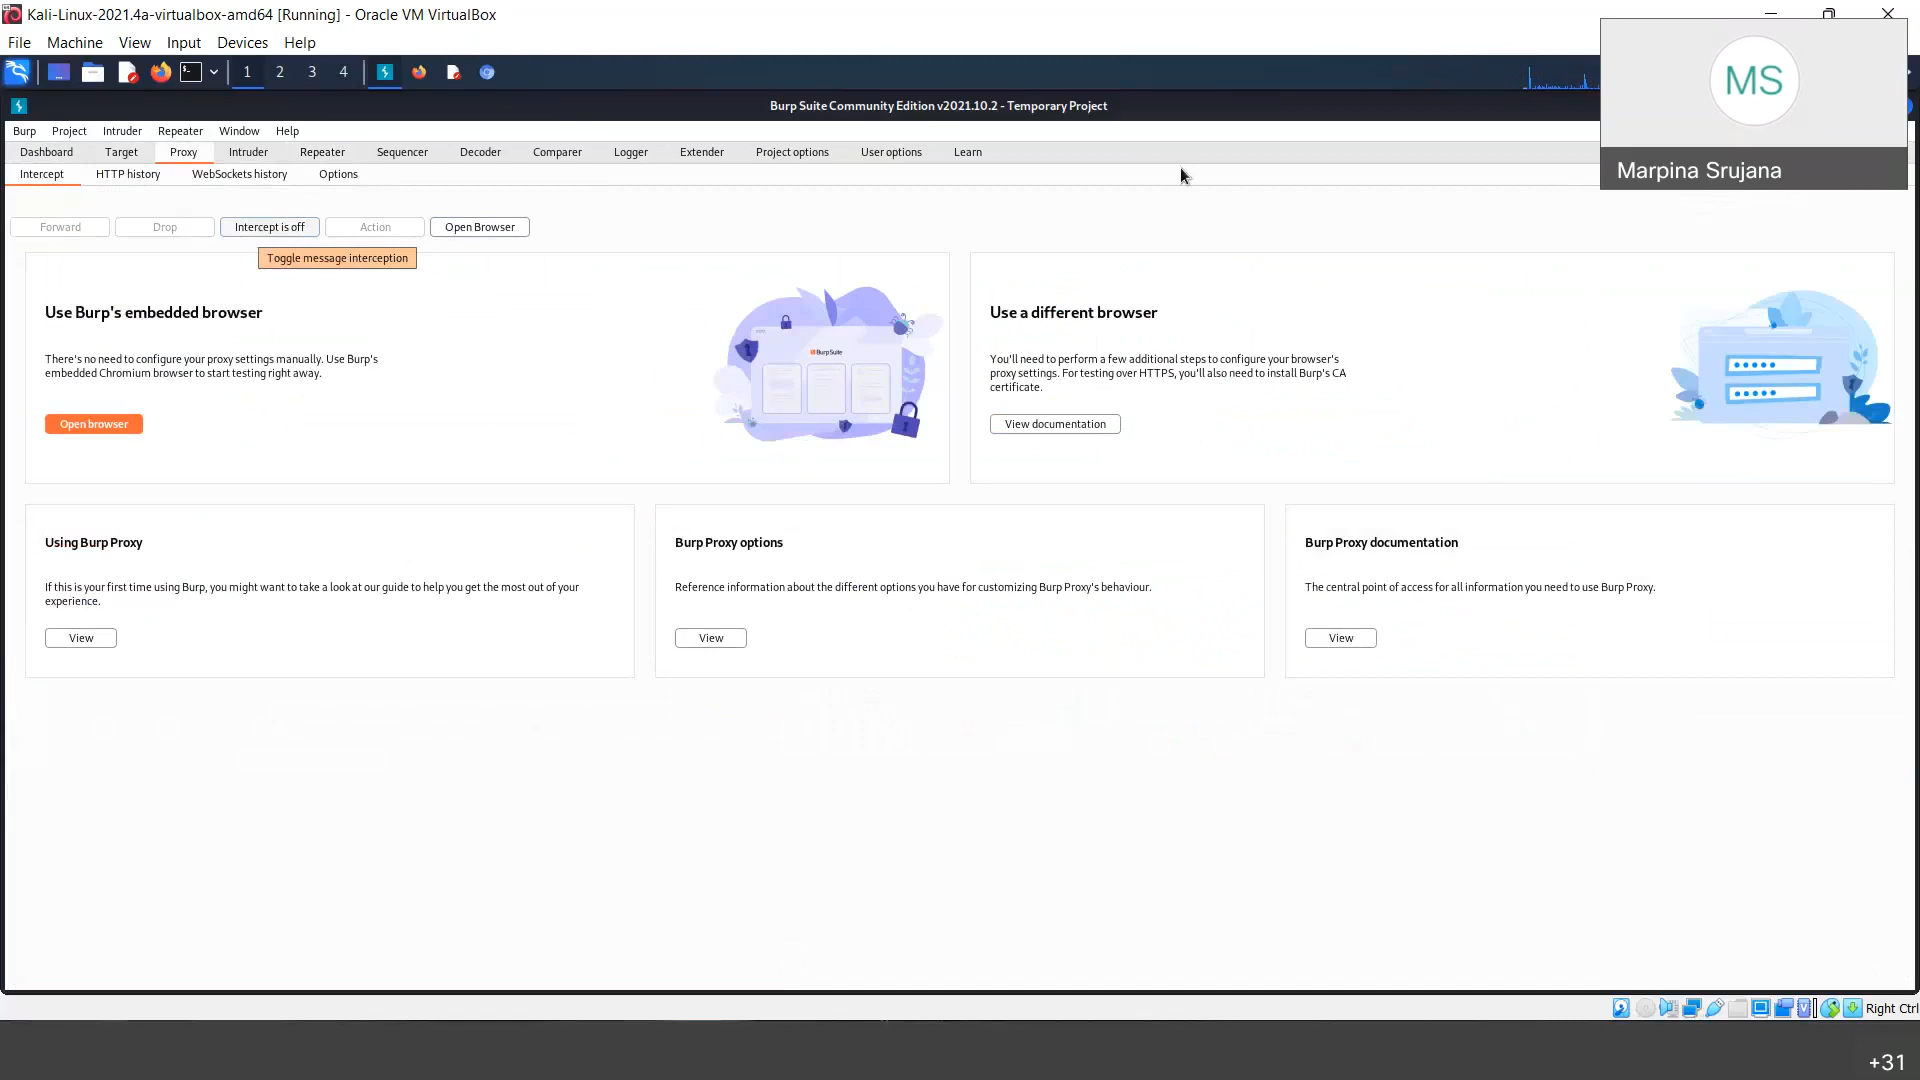 Kali-Linux-2021.4a-virtualbox-amd64 [Running] - Oracle VM VirtualBox
File Machine View Input Devices Help
1 2 3 4
MS
Marpina Srujana
Burp Suite Community Edition v2021.10.2 - Temporary Project
Burp Project Intruder Repeater Window Help
Dashboard Target Proxy Intruder Repeater Sequencer Decoder Comparer Logger Extender Project options User options Learn
Intercept HTTP history WebSockets history Options
Forward Drop Intercept is off Action Open Browser
Toggle message interception
Use Burp's embedded browser
There's no need to configure your proxy settings manually. Use Burp's
embedded Chromium browser to start testing right away.
Open browser
BurpSuite
Use a different browser
You'll need to perform a few additional steps to configure your browser's
proxy settings. For testing over HTTPS, you'll also need to install Burp's CA
certificate.
View documentation
Using Burp Proxy
If this is your first time using Burp, you might want to take a look at our guide to help you get the most out of your
experience.
View
Burp Proxy options
Reference information about the different options you have for customizing Burp Proxy's behaviour.
View
Burp Proxy documentation
The central point of access for all information you need to use Burp Proxy.
View
Right Ctrl
+31